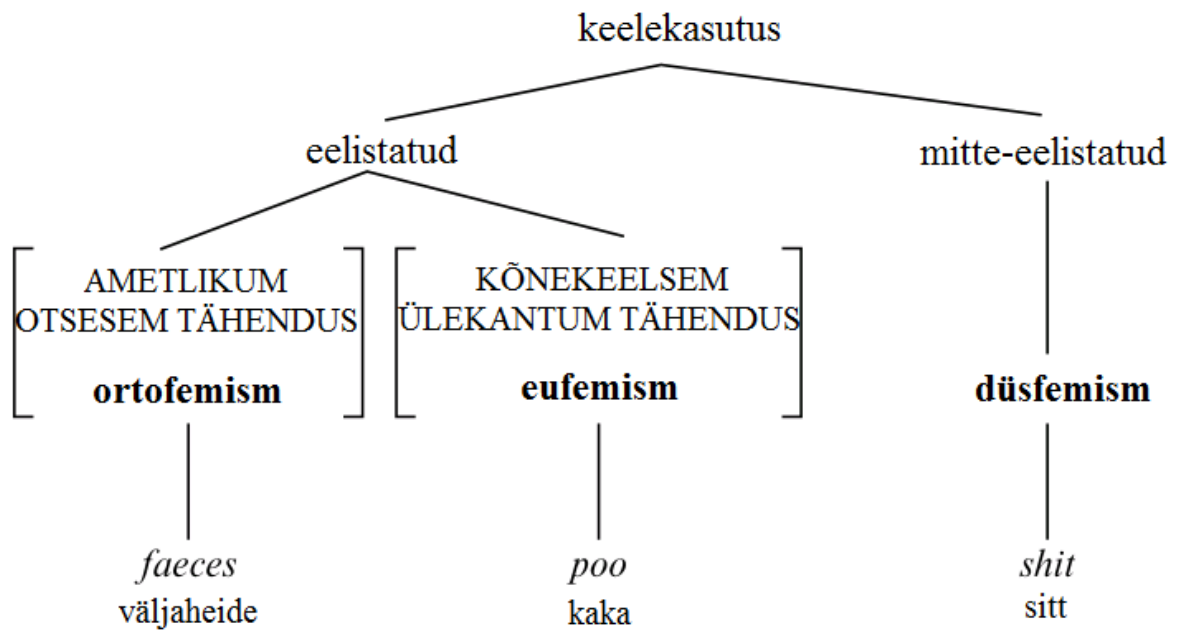 keelekasutus
eelistatud
mitte-eelistatud
AMETLIKUM
OTSESEM TÄHENDUS
ortofemism
KÕNEKEELSEM
ÜLEKANTUM TÄHENDUS
eufemism
düsfemism
faeces
väljaheide
poo
kaka
shit
sitt